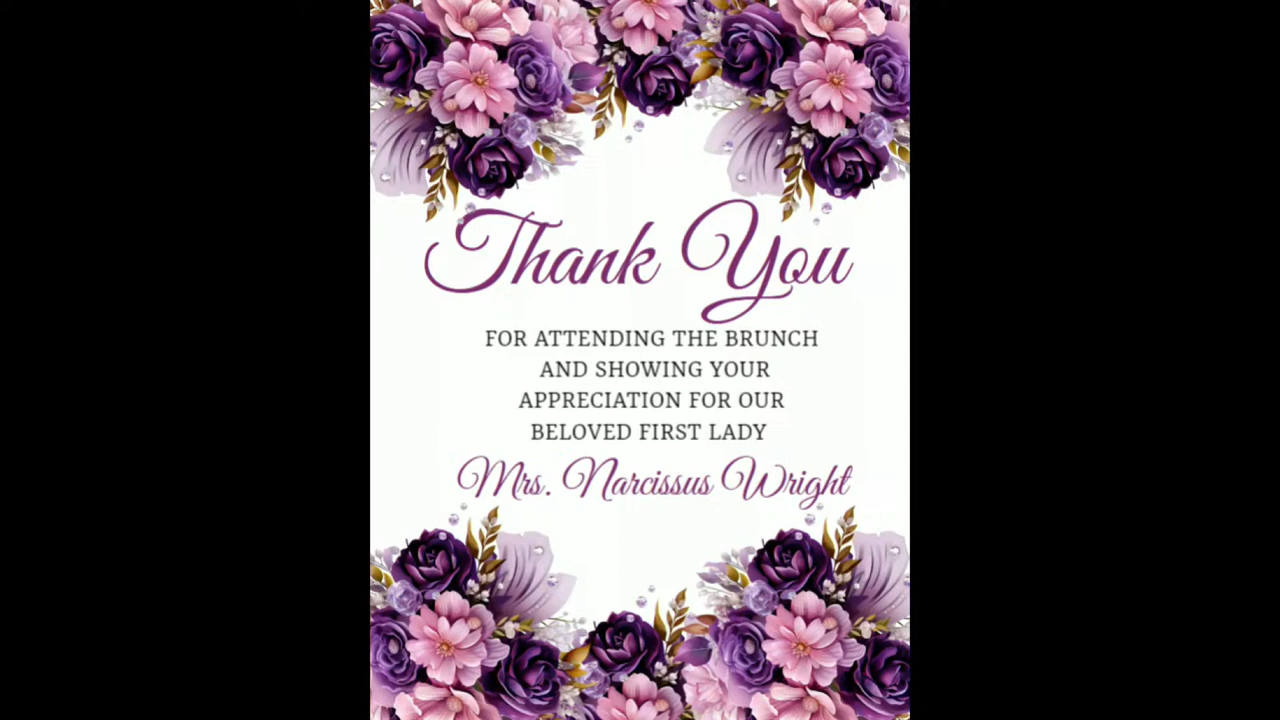 Thank You
FOR ATTENDING THE BRUNCH
AND SHOWING YOUR
APPRECIATION FOR OUR
BELOVED FIRST LADY
Mrs. Narcissus Wright